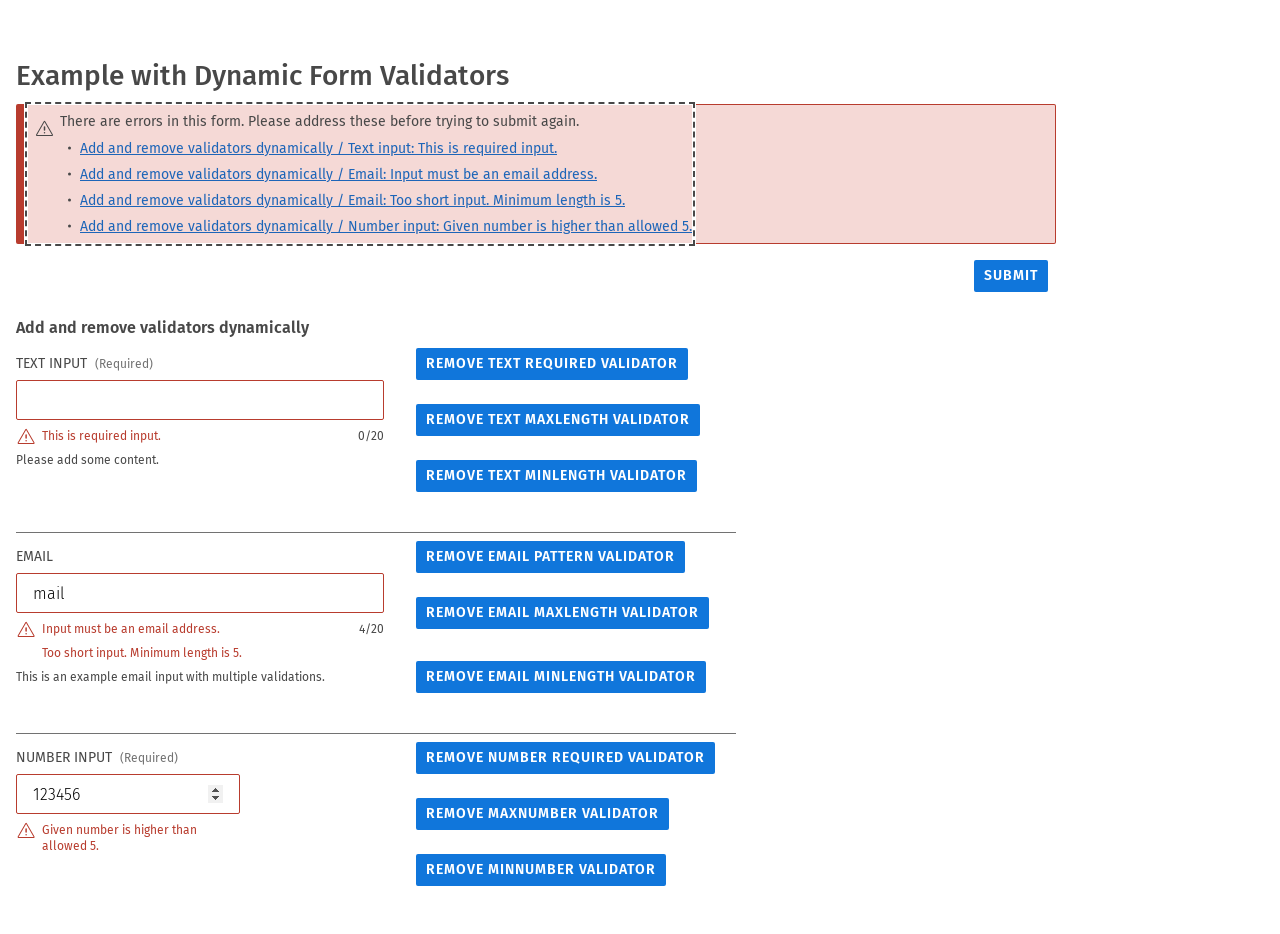 Example with Dynamic Form Validators
There are errors in this form. Please address these before trying to submit again.
• Add and remove validators dynamically / Text input: This is required input.
• Add and remove validators dynamically / Email: Input must be an email address.
• Add and remove validators dynamically / Email: Too short input. Minimum length is 5.
• Add and remove validators dynamically / Number input: Given number is higher than allowed 5.
SUBMIT
Add and remove validators dynamically
TEXT INPUT (Required)
REMOVE TEXT REQUIRED VALIDATOR
REMOVE TEXT MAXLENGTH VALIDATOR
This is required input. 0/20
Please add some content.
REMOVE TEXT MINLENGTH VALIDATOR
EMAIL
REMOVE EMAIL PATTERN VALIDATOR
mail
REMOVE EMAIL MAXLENGTH VALIDATOR
Input must be an email address. 4/20
Too short input. Minimum length is 5.
This is an example email input with multiple validations.
REMOVE EMAIL MINLENGTH VALIDATOR
NUMBER INPUT (Required)
REMOVE NUMBER REQUIRED VALIDATOR
123456
REMOVE MAXNUMBER VALIDATOR
Given number is higher than
allowed 5.
REMOVE MINNUMBER VALIDATOR